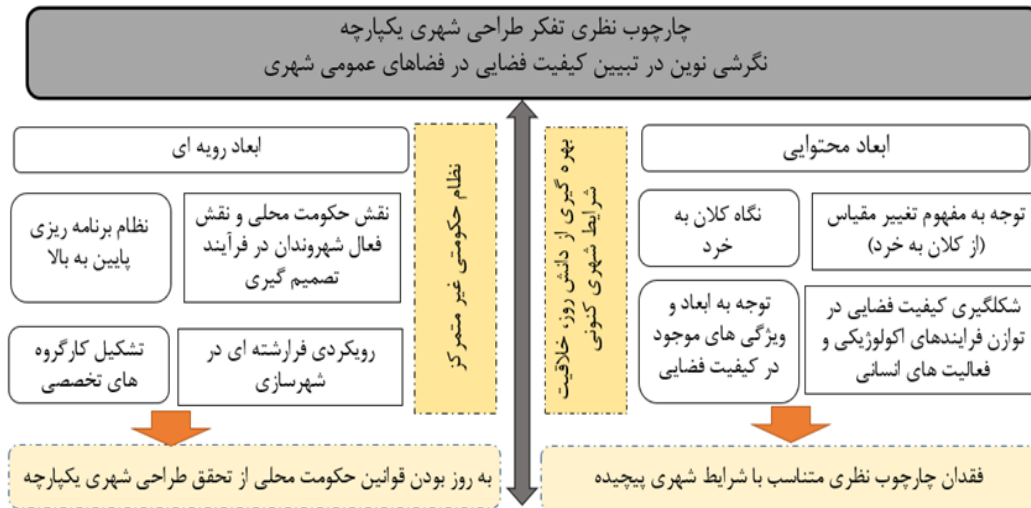 چارچوب نظری تفکر طراحی شهری یکپارچه
نگرشی نوین در تبیین کیفیت فضایی در فضاهای عمومی شهری
ابعاد محتوایی
توجه به مفهوم تغییر مقیاس
(از کلان به خرد)
نگاه کلان به
خرد
شکلگیری کیفیت فضایی در
توازن فرایندهای اکولوژیکی و
فعالیت های انسانی
توجه به ابعاد و
ویژگی های موجود
در کیفیت فضایی
بهره گیری از دانش روز، خلاقیت
شرایط شهری کنونی
فقدان چارچوب نظری متناسب با شرایط شهری پیچیده
نظام حکومتی غیر متمرکز
ابعاد رویه ای
نقش حکومت محلی و نقش
فعال شهروندان در فرآیند
تصمیم گیری
نظام برنامه ریزی
پایین به بالا
رویکردی فرارشته ای در
شهرسازی
تشکیل کارگروه
های تخصصی
به روز بودن قوانین حکومت محلی از تحقق طراحی شهری یکپارچه